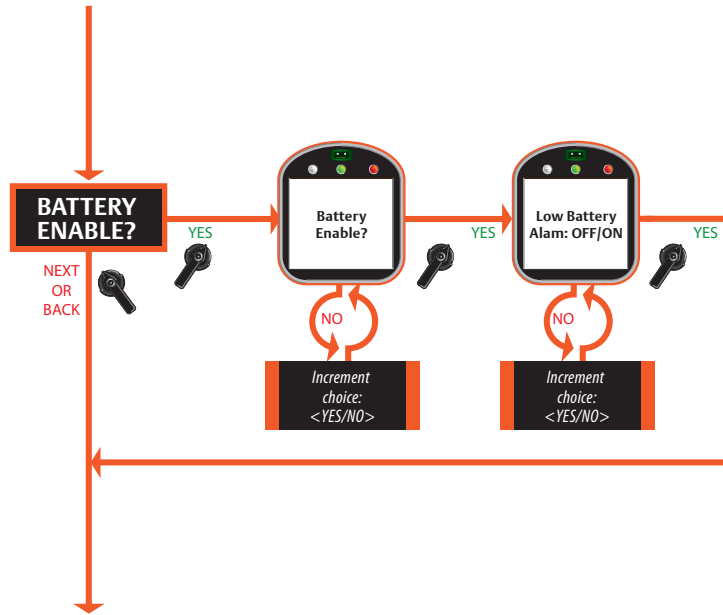 BATTERY
ENABLE?
YES
NEXT
OR
BACK
Battery
Enable?
YES
NO
Increment
choice:
<YES/NO>
Low Battery
Alam: OFF/ON
YES
NO
Increment
choice:
<YES/NO>